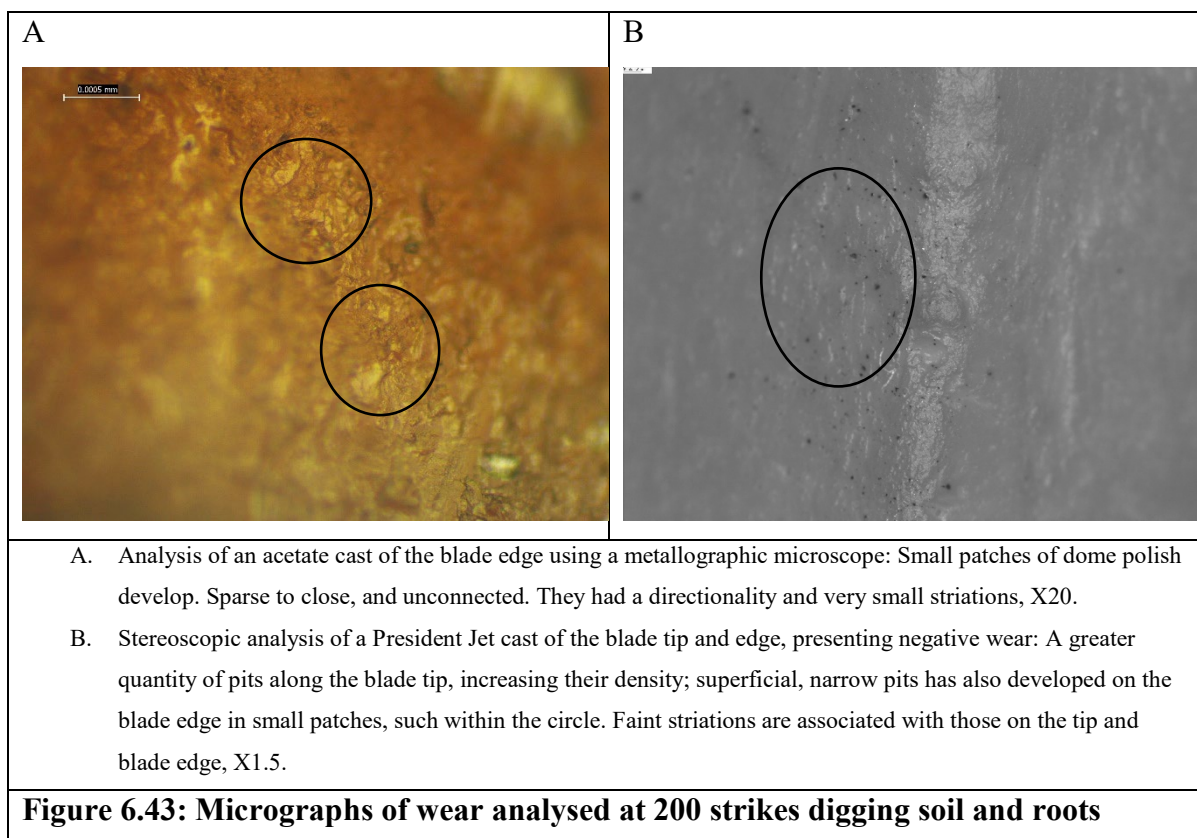 A
B
0.0005 mm
A. Analysis of an acetate cast of the blade edge using a metallographic microscope: Small patches of dome polish
develop. Sparse to close, and unconnected. They had a directionality and very small striations, X20.
B. Stereoscopic analysis of a President Jet cast of the blade tip and edge, presenting negative wear: A greater
quantity of pits along the blade tip, increasing their density; superficial, narrow pits has also developed on the
blade edge in small patches, such within the circle. Faint striations are associated with those on the tip and
blade edge, X1.5.
Figure 6.43: Micrographs of wear analysed at 200 strikes digging soil and roots